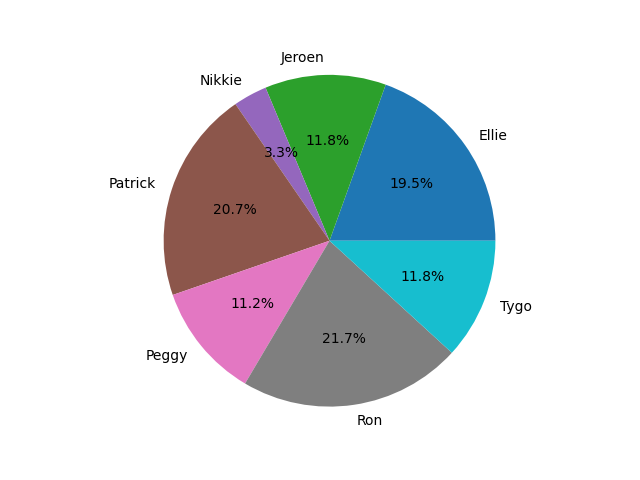 Jeroen
Nikkie
Ellie
11.8%
3.3%
19.5%
Patrick
20.7%
11.2%
11.8%
Tygo
21.7%
Peggy
Ron